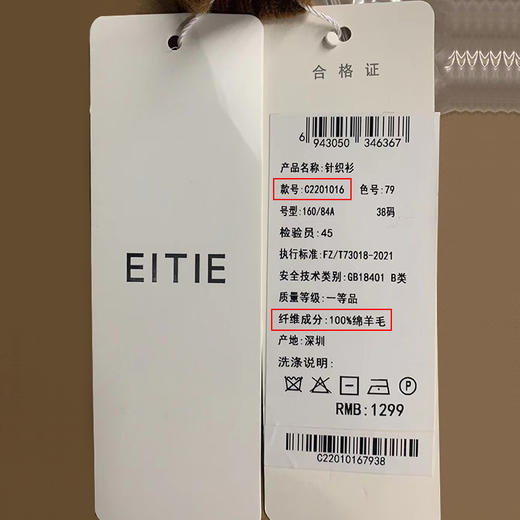 EITIE
合格证
6 943050 346367
产品名称:针织衫
款号:C2201016 色号:79
号型:160/84A 38码
检验员:45
执行标准:FZ/T73018-2021
安全技术类别:GB18401 B类
质量等级:一等品
纤维成分:100%绵羊毛
产地:深圳
洗涤说明:
P
RMB:1299
C22010167938